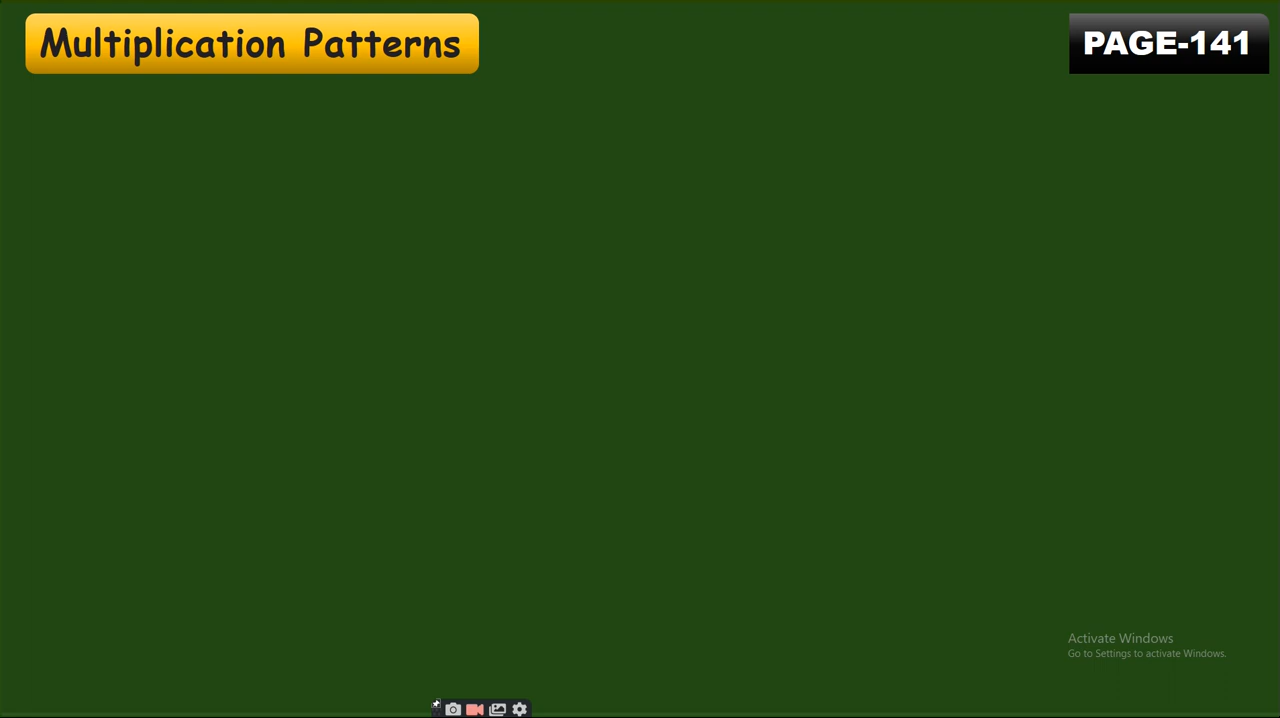 Multiplication Patterns
PAGE-141
Activate Windows
Go to Settings to activate Windows.